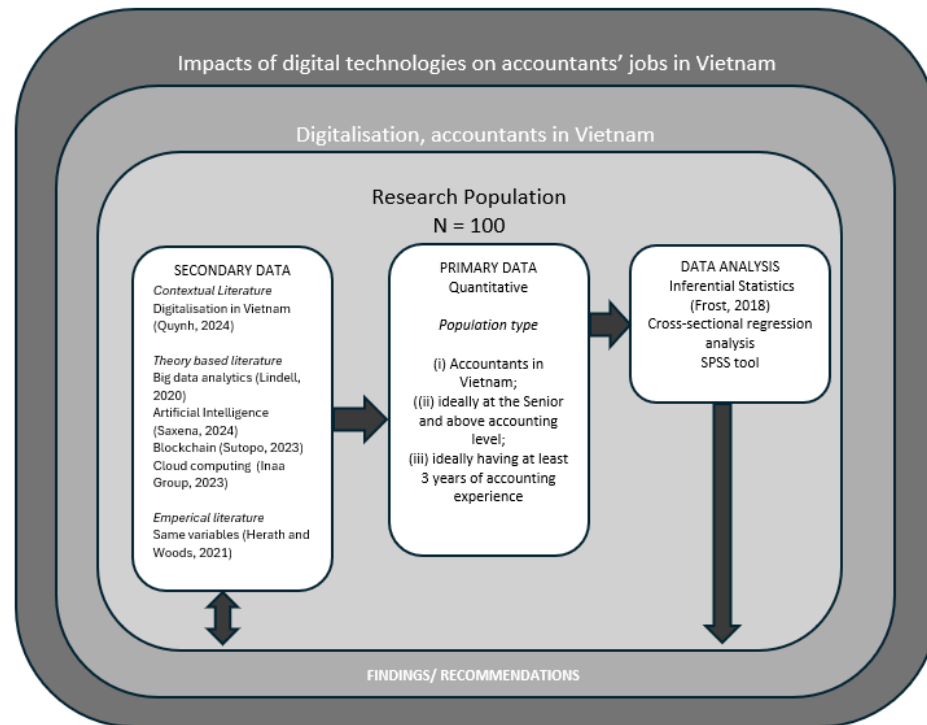 Impacts of digital technologies on accountants' jobs in Vietnam
Digitalisation, accountants in Vietnam
Research Population
N = 100
SECONDARY DATA
Contextual Literature
Digitalisation in Vietnam
(Quynh, 2024)
Theory based literature
Big data analytics (Lindell,
2020)
Artificial Intelligence
(Saxena, 2024)
Blockchain (Sutopo, 2023)
Cloud computing (Inaa
Group, 2023)
Emperical literature
Same variables (Herath and
Woods, 2021)
PRIMARY DATA
Quantitative
Population type
(i) Accountants in
Vietnam;
((ii) ideally at the Senior
and above accounting
level;
(iii) ideally having at least
3 years of accounting
experience
DATA ANALYSIS
Inferential Statistics
(Frost, 2018)
Cross-sectional regression
analysis
SPSS tool
FINDINGS/ RECOMMENDATIONS